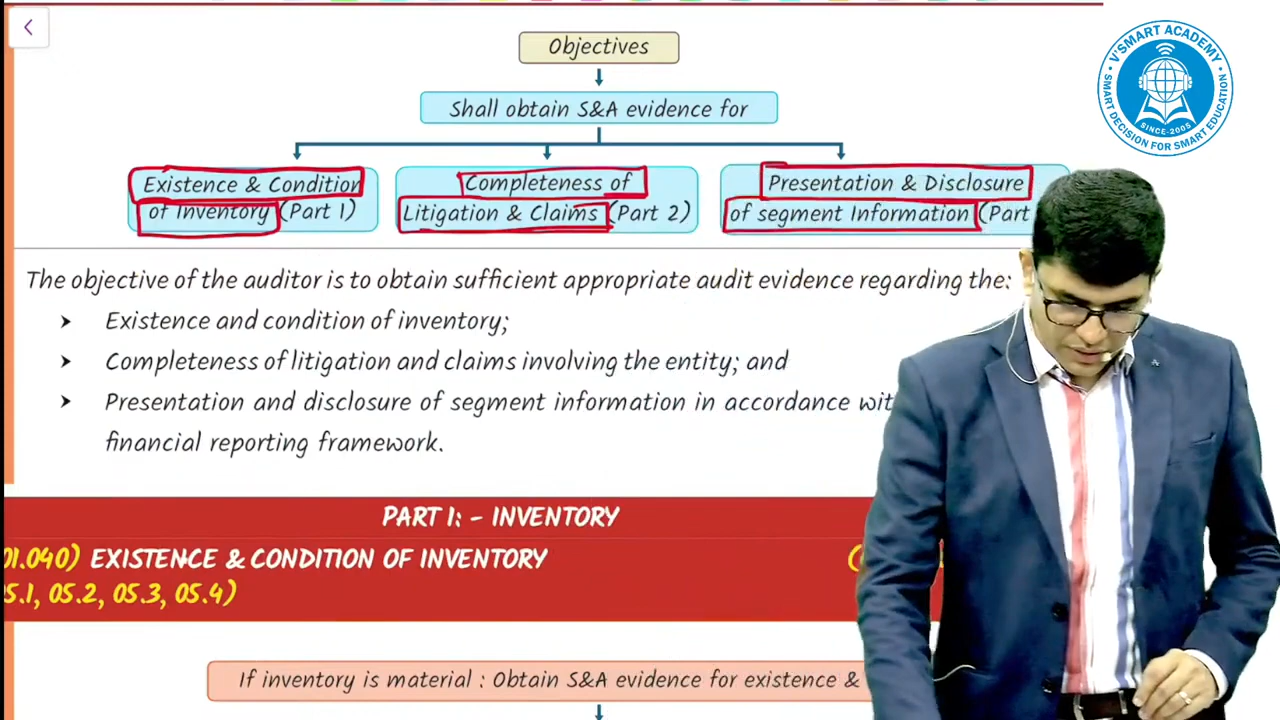 Objectives
Shall obtain S&A evidence for
Existence & Condition
of Inventory (Part 1)
Completeness of
Litigation & Claims (Part 2)
Presentation & Disclosure
of segment Information (Part
The objective of the auditor is to obtain sufficient appropriate audit evidence regarding the:
➤ Existence and condition of inventory;
➤ Completeness of litigation and claims involving the entity; and
➤ Presentation and disclosure of segment information in accordance wit
financial reporting framework.
PART 1: - INVENTORY
01.040) EXISTENCE & CONDITION OF INVENTORY (
05.1, 05.2, 05.3, 05.4)
If inventory is material : Obtain S&A evidence for existence &
V'SMART ACADEMY
SMART DECISION FOR SMART EDUCATION
SINCE-2005